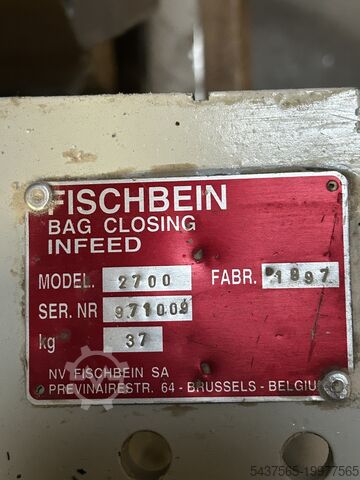 FISCHBEIN
BAG CLOSING
INFEED
MODEL. 2700 FABR. 1997
SER. NR 971009
kg 37
NV FISCHBEIN SA
PREVINAIRESTR. 64 - BRUSSELS - BELGIU
5437565-19977565